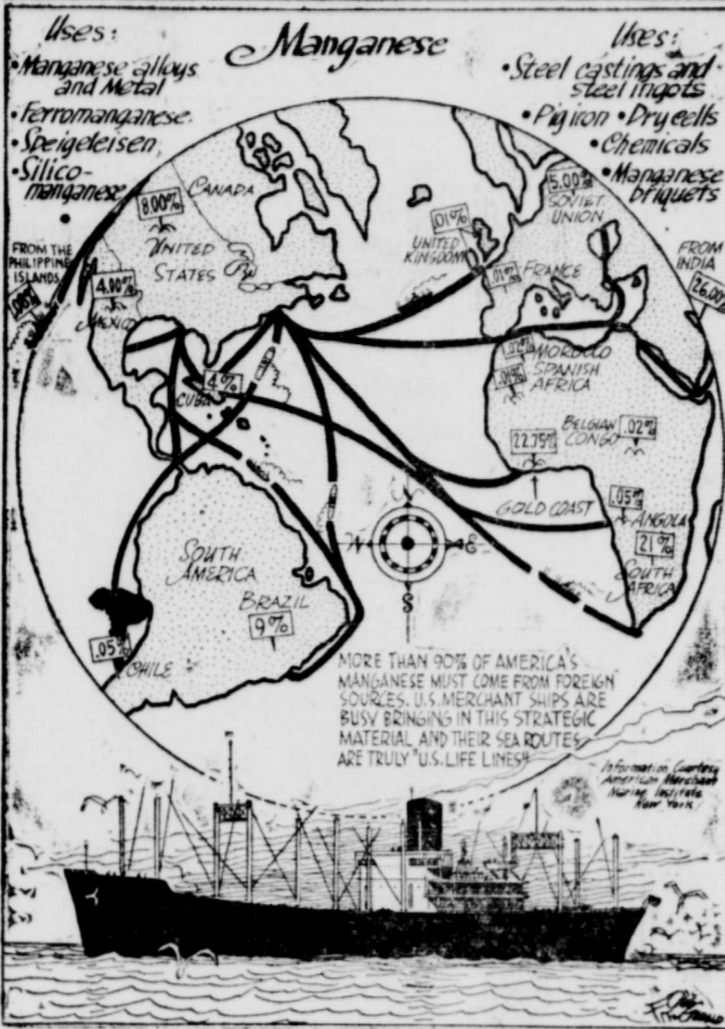 Manganese
Uses:
• Manganese alloys
and Metal
• Ferromanganese
• Speigeleisen
• Silico-
manganese
Uses:
• Steel castings and
steel ingots
• Pig iron • Dry cells
• Chemicals
• Manganese
briquets
CANADA
8.00%
UNITED
STATES
FROM THE
PHILIPPINE
ISLANDS
4.00%
MEXICO
4.%
CUBA
.01%
UNITED
KINGDOM
5.00%
SOVIET
UNION
.01%
FRANCE
FROM
INDIA
26.00
.02%
MOROCCO
SPANISH
AFRICA
.01%
BELGIAN
CONGO
.02%
22.75%
GOLD COAST
.05%
ANGOLA
21%
SOUTH
AFRICA
N
W
E
S
SOUTH
AMERICA
BRAZIL
9%
.05%
CHILE
MORE THAN 90% OF AMERICA'S
MANGANESE MUST COME FROM FOREIGN
SOURCES. U.S. MERCHANT SHIPS ARE
BUSY BRINGING IN THIS STRATEGIC
MATERIAL AND THEIR SEA ROUTES
ARE TRULY "U.S. LIFE LINES"
Information Courtesy
American Merchant
Marine Institute
New York